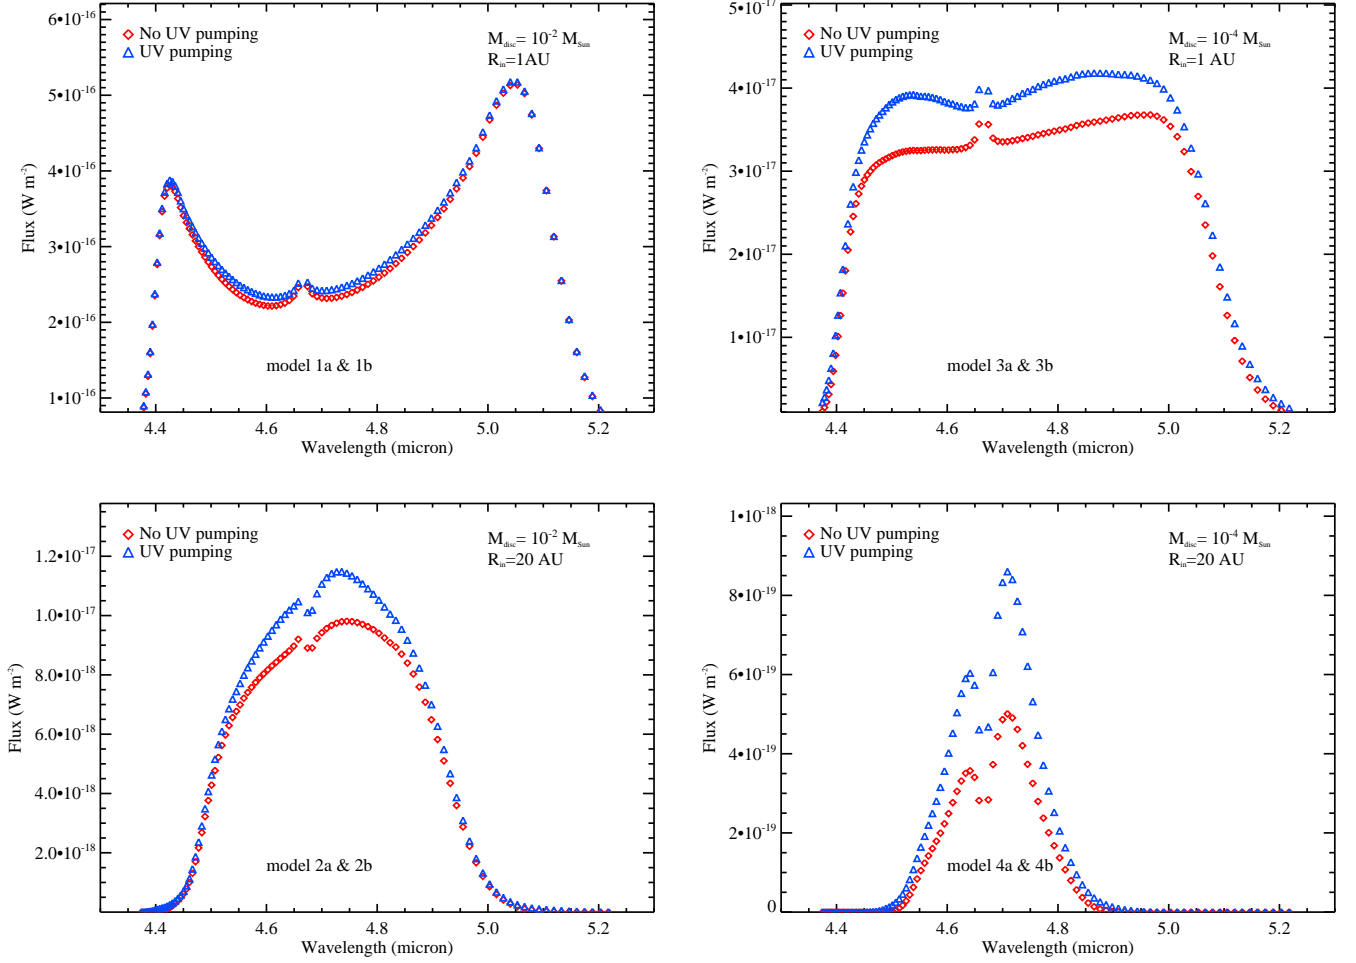 6•10⁻¹⁶
5•10⁻¹⁶
4•10⁻¹⁶
3•10⁻¹⁶
2•10⁻¹⁶
1•10⁻¹⁶
Flux (W m⁻²)
No UV pumping
UV pumping
M_disc= 10⁻² M_Sun
R_in=1AU
model 1a & 1b
4.4 4.6 4.8 5.0 5.2
Wavelength (micron)
5•10⁻¹⁷
4•10⁻¹⁷
3•10⁻¹⁷
2•10⁻¹⁷
1•10⁻¹⁷
Flux (W m⁻²)
No UV pumping
UV pumping
M_disc= 10⁻⁴ M_Sun
R_in=1 AU
model 3a & 3b
4.4 4.6 4.8 5.0 5.2
Wavelength (micron)
1.2•10⁻¹⁷
1.0•10⁻¹⁷
8.0•10⁻¹⁸
6.0•10⁻¹⁸
4.0•10⁻¹⁸
2.0•10⁻¹⁸
Flux (W m⁻²)
No UV pumping
UV pumping
M_disc= 10⁻² M_Sun
R_in=20 AU
model 2a & 2b
4.4 4.6 4.8 5.0 5.2
Wavelength (micron)
1•10⁻¹⁸
8•10⁻¹⁹
6•10⁻¹⁹
4•10⁻¹⁹
2•10⁻¹⁹
0
Flux (W m⁻²)
No UV pumping
UV pumping
M_disc= 10⁻⁴ M_Sun
R_in=20 AU
model 4a & 4b
4.4 4.6 4.8 5.0 5.2
Wavelength (micron)